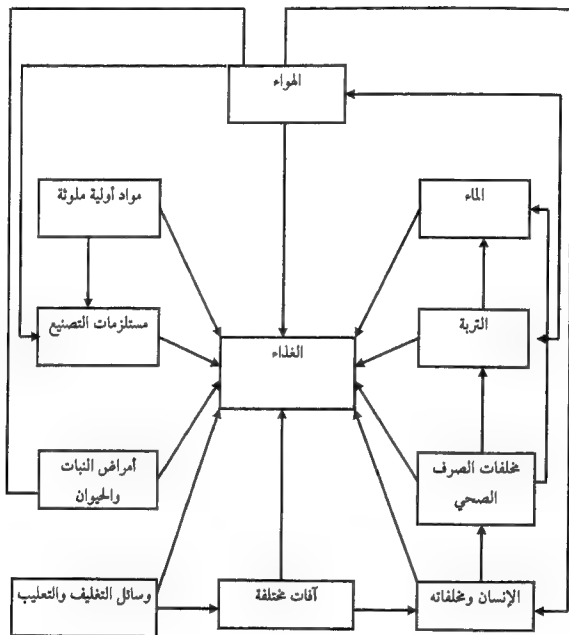 الهواء
مواد أولية ملوثة
الماء
مستلزمات التصنيع
التربة
الغذاء
أمراض النبات
والحيوان
مخلفات الصرف
الصحي
وسائل التغليف والتعليب
آفات مختلفة
الإنسان ومخلفاته